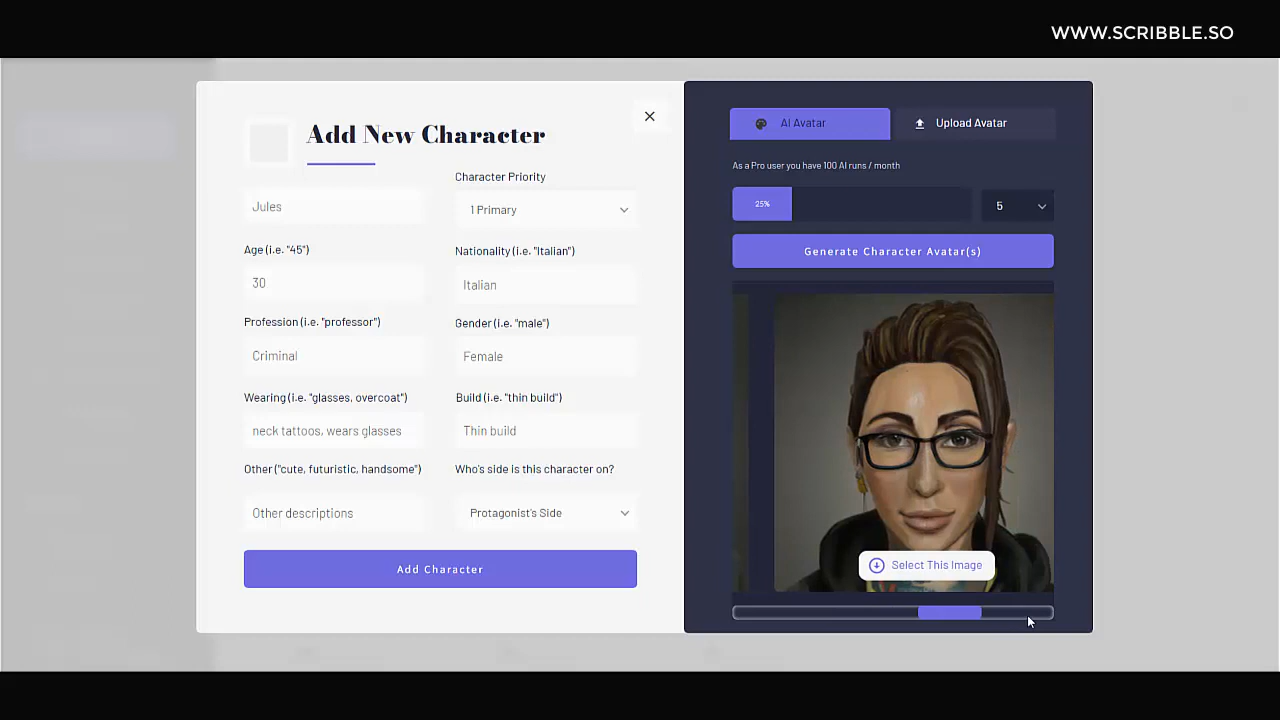 WWW.SCRIBBLE.SO
Add New Character
Jules
Character Priority
1 Primary
Age (i.e. "45")
30
Nationality (i.e. "Italian")
Italian
Profession (i.e. "professor")
Criminal
Gender (i.e. "male")
Female
Wearing (i.e. "glasses, overcoat")
neck tattoos, wears glasses
Build (i.e. "thin build")
Thin build
Other ("cute, futuristic, handsome")
Other descriptions
Who's side is this character on?
Protagonist's Side
Add Character
AI Avatar
Upload Avatar
As a Pro user you have 100 AI runs / month
25%
5
Generate Character Avatar(s)
Select This Image